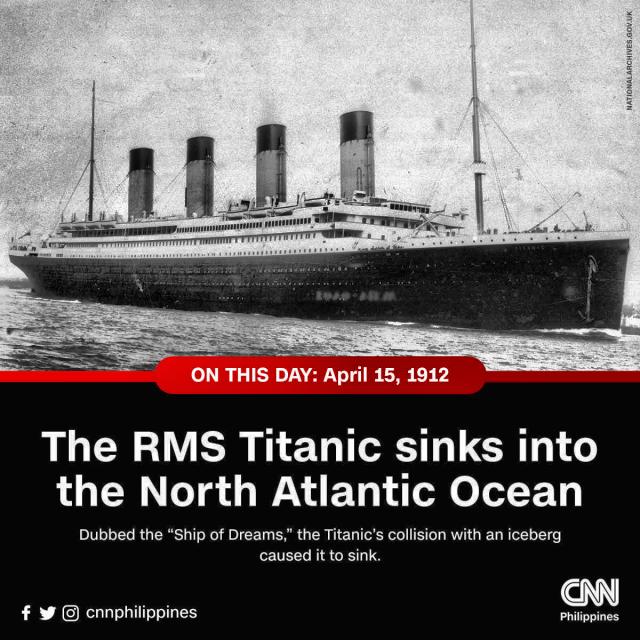 NATIONALARCHIVES.GOV.UK
ON THIS DAY: April 15, 1912
The RMS Titanic sinks into
the North Atlantic Ocean
Dubbed the “Ship of Dreams,” the Titanic’s collision with an iceberg
caused it to sink.
cnnphilippines
CNN
Philippines